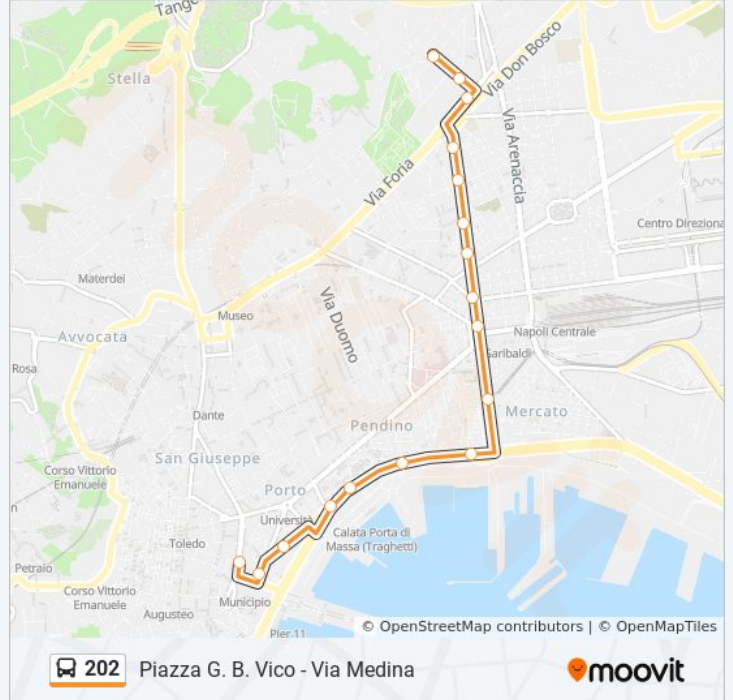 Tange
Stella
Via Don Bosco
Via Arenaccia
Via Foria
Centro Direziona
Materdei
Museo
Via Duomo
Napoli Centrale
Avvocata
Garibaldi
Rosa
Dante
Mercato
Pendino
San Giuseppe
Corso Vittorio
Emanuele
Porto
n
Università
Calata Porta di
Massa (Traghetti)
Toledo
Petraio
Corso Vittorio
Emanuele
Municipio
Augusteo
Pier 11
© OpenStreetMap contributors | © OpenMapTiles
202 Piazza G. B. Vico - Via Medina
moovit